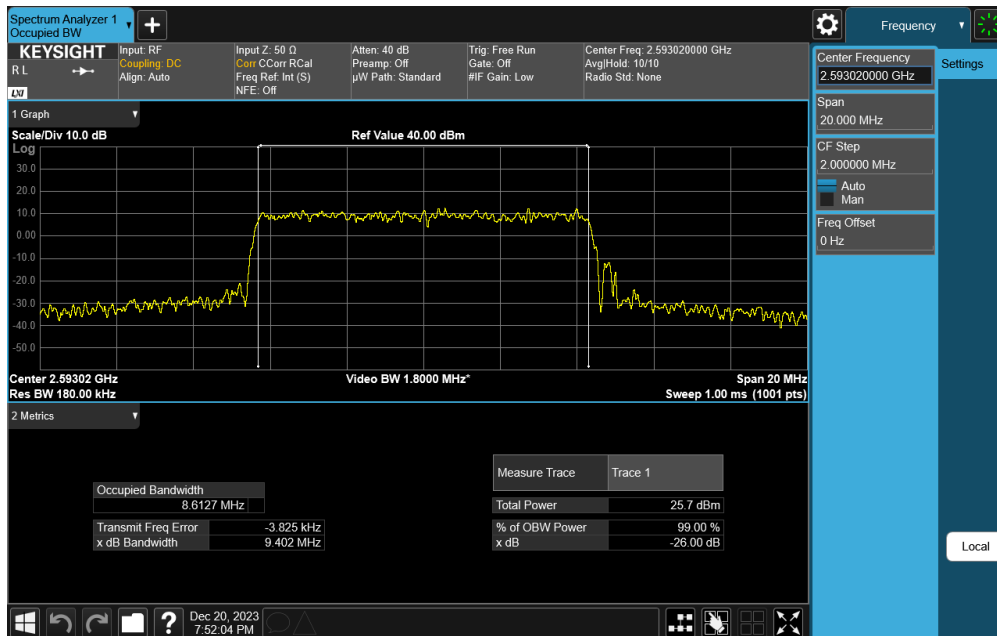 Spectrum Analyzer 1
Occupied BW
Frequency
KEYSIGHT
R L
LXI
Input: RF
Coupling: DC
Align: Auto
Input Z: 50 Ω
Corr CCorr RCal
Freq Ref: Int (S)
NFE: Off
Atten: 40 dB
Preamp: Off
µW Path: Standard
Trig: Free Run
Gate: Off
#IF Gain: Low
Center Freq: 2.593020000 GHz
Avg|Hold: 10/10
Radio Std: None
Center Frequency
2.593020000 GHz
Settings
Span
20.000 MHz
CF Step
2.000000 MHz
Auto
Man
Freq Offset
0 Hz
Local
1 Graph
Scale/Div 10.0 dB
Ref Value 40.00 dBm
Log
30.0
20.0
10.0
0.00
-10.0
-20.0
-30.0
-40.0
-50.0
Center 2.59302 GHz
Video BW 1.8000 MHz*
Span 20 MHz
Res BW 180.00 kHz
Sweep 1.00 ms (1001 pts)
2 Metrics
Occupied Bandwidth
8.6127 MHz
Transmit Freq Error -3.825 kHz
x dB Bandwidth 9.402 MHz
Measure Trace Trace 1
Total Power 25.7 dBm
% of OBW Power 99.00 %
x dB -26.00 dB
Dec 20, 2023
7:52:04 PM